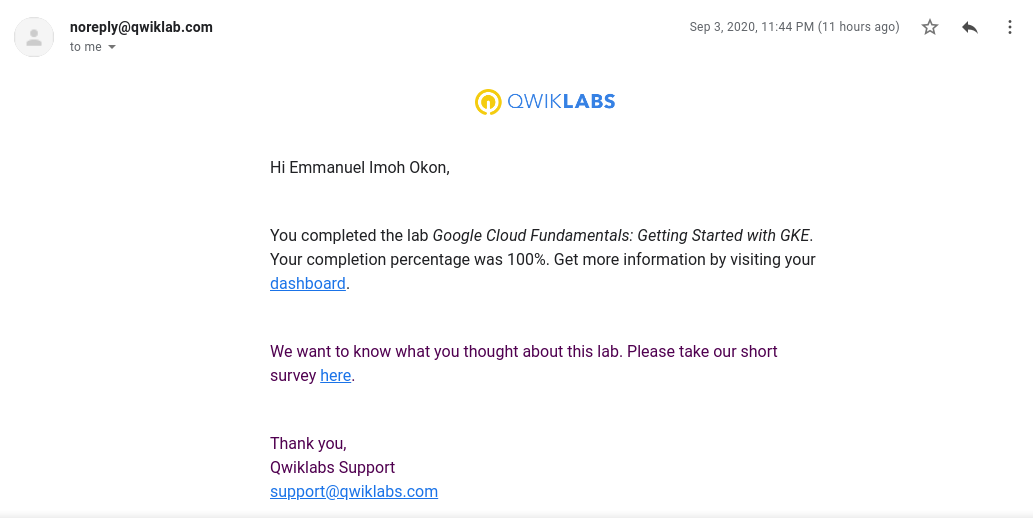 noreply@qwiklab.com
Sep 3, 2020, 11:44 PM (11 hours ago)
to me
QWIKLABS
Hi Emmanuel Imoh Okon,
You completed the lab Google Cloud Fundamentals: Getting Started with GKE.
Your completion percentage was 100%. Get more information by visiting your
dashboard.
We want to know what you thought about this lab. Please take our short
survey here.
Thank you,
Qwiklabs Support
support@qwiklabs.com